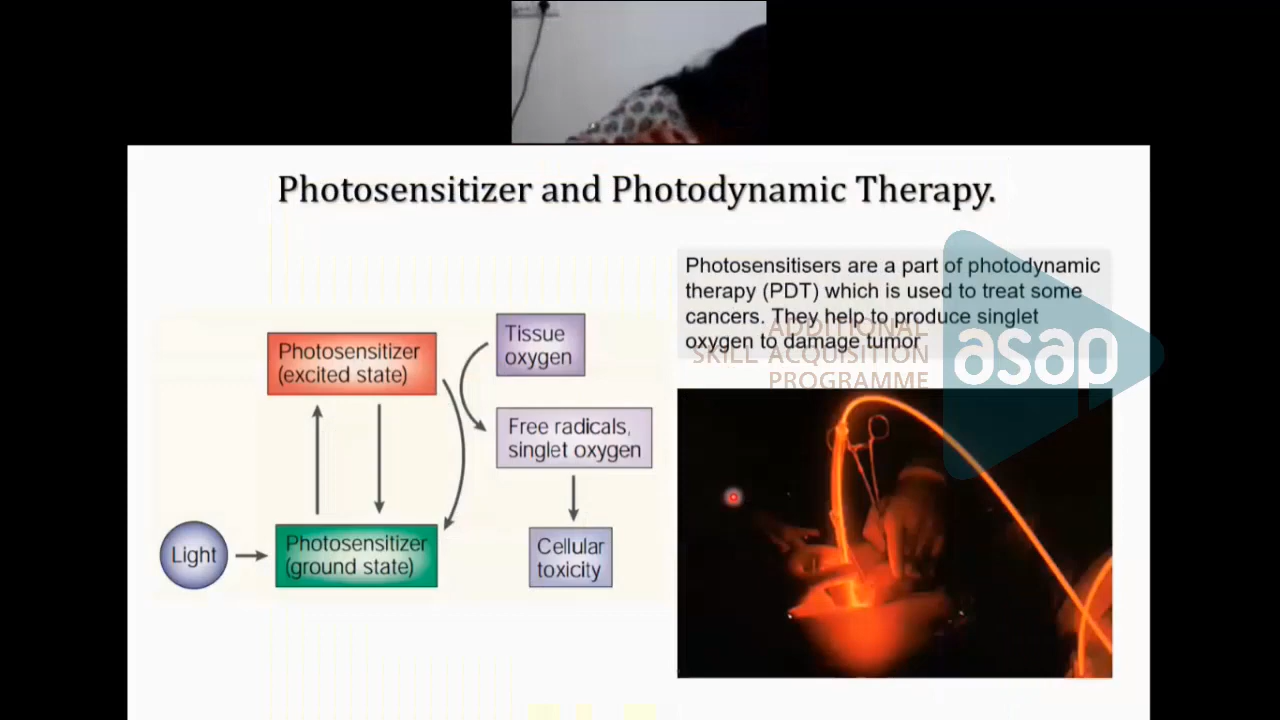 Photosensitizer and Photodynamic Therapy.
Photosensitisers are a part of photodynamic
therapy (PDT) which is used to treat some
cancers. They help to produce singlet
oxygen to damage tumor
ADDITIONAL
SKILL ACQUISITION
PROGRAMME
asap
Tissue
oxygen
Photosensitizer
(excited state)
Free radicals,
singlet oxygen
Light
Photosensitizer
(ground state)
Cellular
toxicity